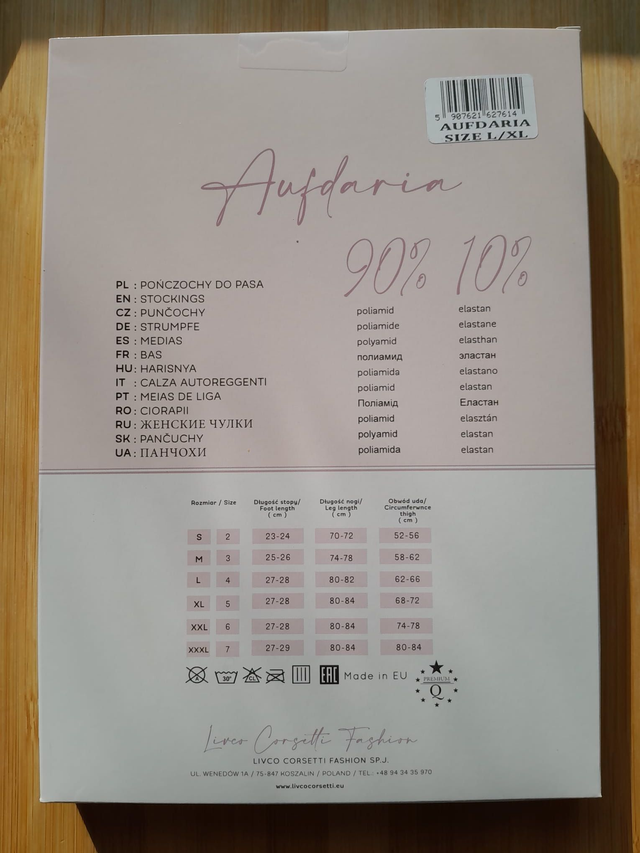 5 907621 627614
AUFDARIA
SIZE L/XL
Aufdaria
90% 10%
PL : POŃCZOCHY DO PASA
EN : STOCKINGS
CZ : PUNČOCHY
DE : STRUMPFE
ES : MEDIAS
FR : BAS
HU : HARISNYA
IT : CALZA AUTOREGGENTI
PT : MEIAS DE LIGA
RO : CIORAPII
RU : ЖЕНСКИЕ ЧУЛКИ
SK : PANČUCHY
UA : ПАНЧОХИ
poliamid elastan
poliamide elastane
polyamid elasthan
полиамид эластан
poliamida elastano
poliamid elastan
Поліамід Еластан
poliamid elasztán
polyamid elastan
poliamida elastan
Rozmiar / Size Długość stopy/ Foot length ( cm ) Długość nogi/ Leg length ( cm ) Obwód uda/ Circumferwnce thigh ( cm )
S 2 23-24 70-72 52-56
M 3 25-26 74-78 58-62
L 4 27-28 80-82 62-66
XL 5 27-28 80-84 68-72
XXL 6 27-28 80-84 74-78
XXXL 7 27-29 80-84 80-84
30° CL EAC Made in EU PREMIUM Q
Livco Corsetti Fashion
LIVCO CORSETTI FASHION SP.J.
UL. WENEDÓW 1A / 75-847 KOSZALIN / POLAND / TEL.: +48 94 34 35 970
www.livcocorsetti.eu